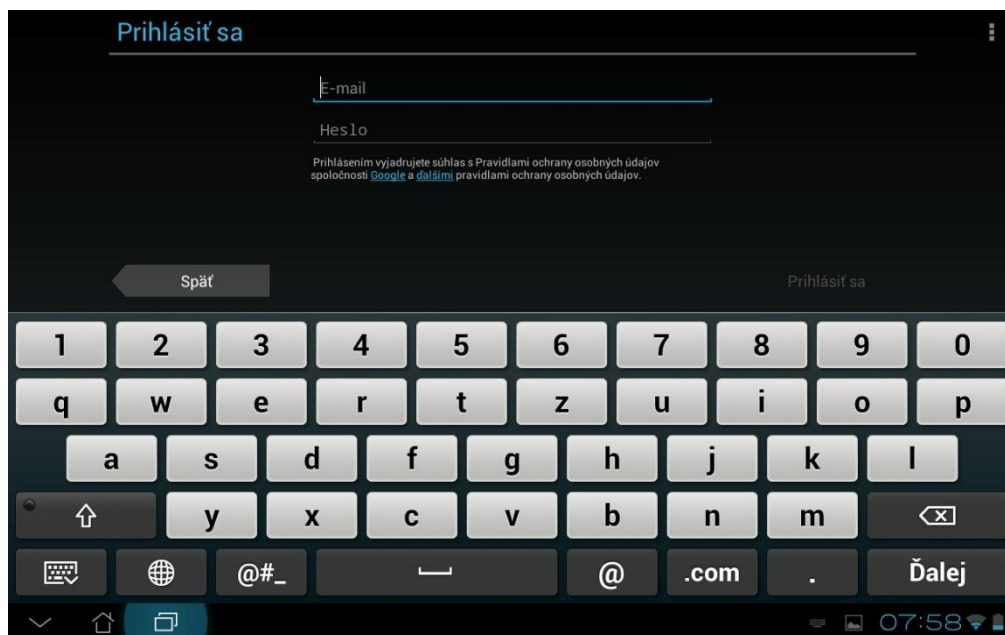 Prihlásiť sa
E-mail
Heslo
Prihlásením vyjadrujete súhlas s Pravidlami ochrany osobných údajov
spoločnosti Google a ďalšími pravidlami ochrany osobných údajov.
Späť Prihlásiť sa
1 2 3 4 5 6 7 8 9 0
q w e r t z u i o p
a s d f g h j k l
y x c v b n m
@#_ @ .com . Ďalej
07:58